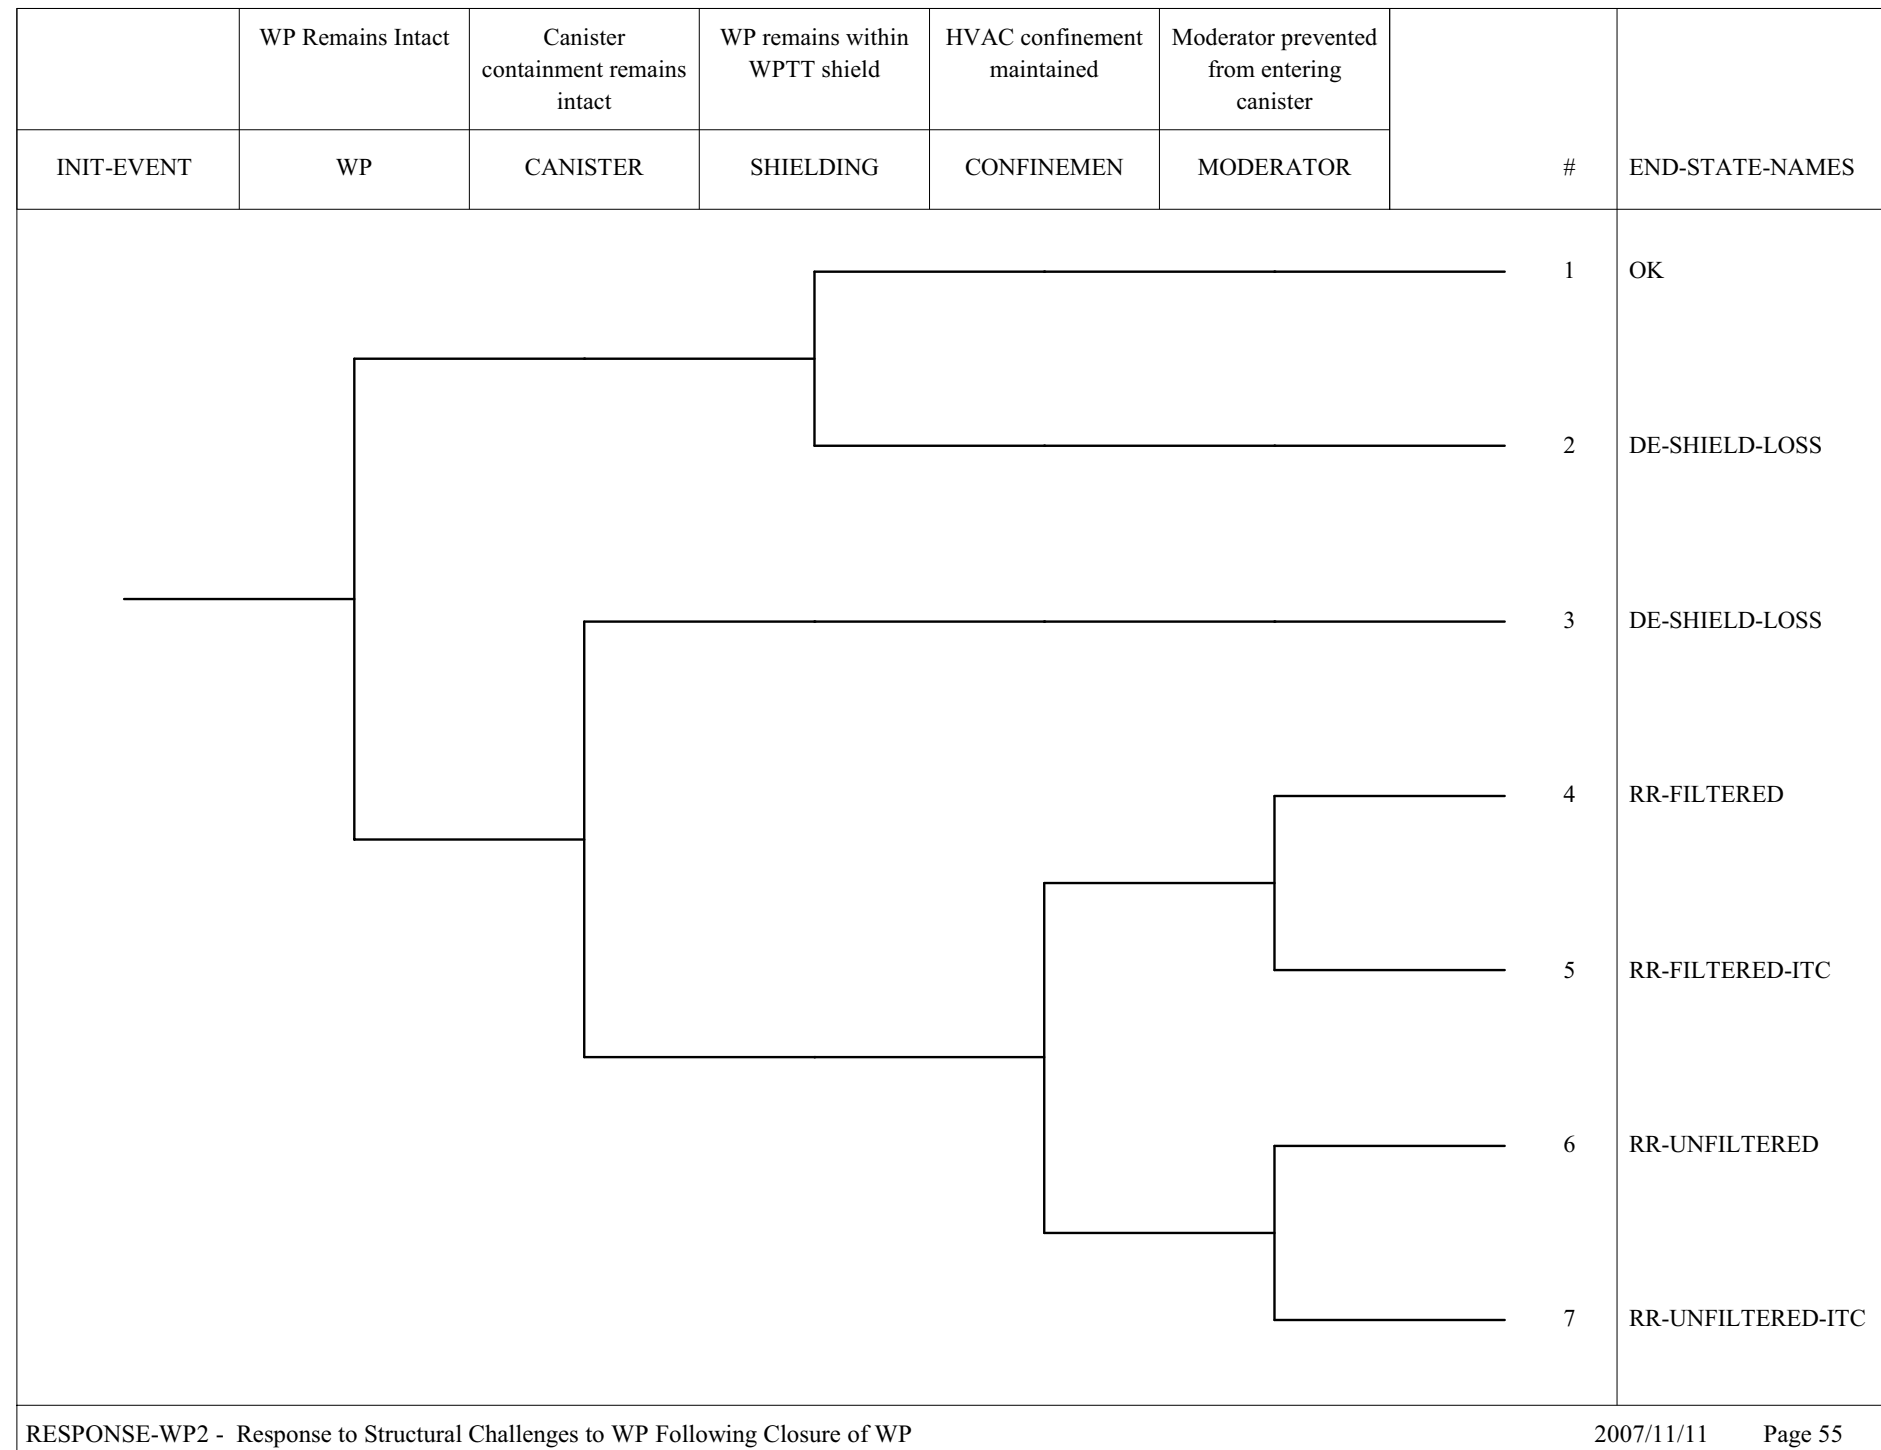 WP Remains Intact
Canister
containment remains
intact
WP remains within
WPTT shield
HVAC confinement
maintained
Moderator prevented
from entering
canister
INIT-EVENT WP CANISTER SHIELDING CONFINEMEN MODERATOR # END-STATE-NAMES
1 OK
2 DE-SHIELD-LOSS
3 DE-SHIELD-LOSS
4 RR-FILTERED
5 RR-FILTERED-ITC
6 RR-UNFILTERED
7 RR-UNFILTERED-ITC
RESPONSE-WP2 - Response to Structural Challenges to WP Following Closure of WP 2007/11/11 Page 55